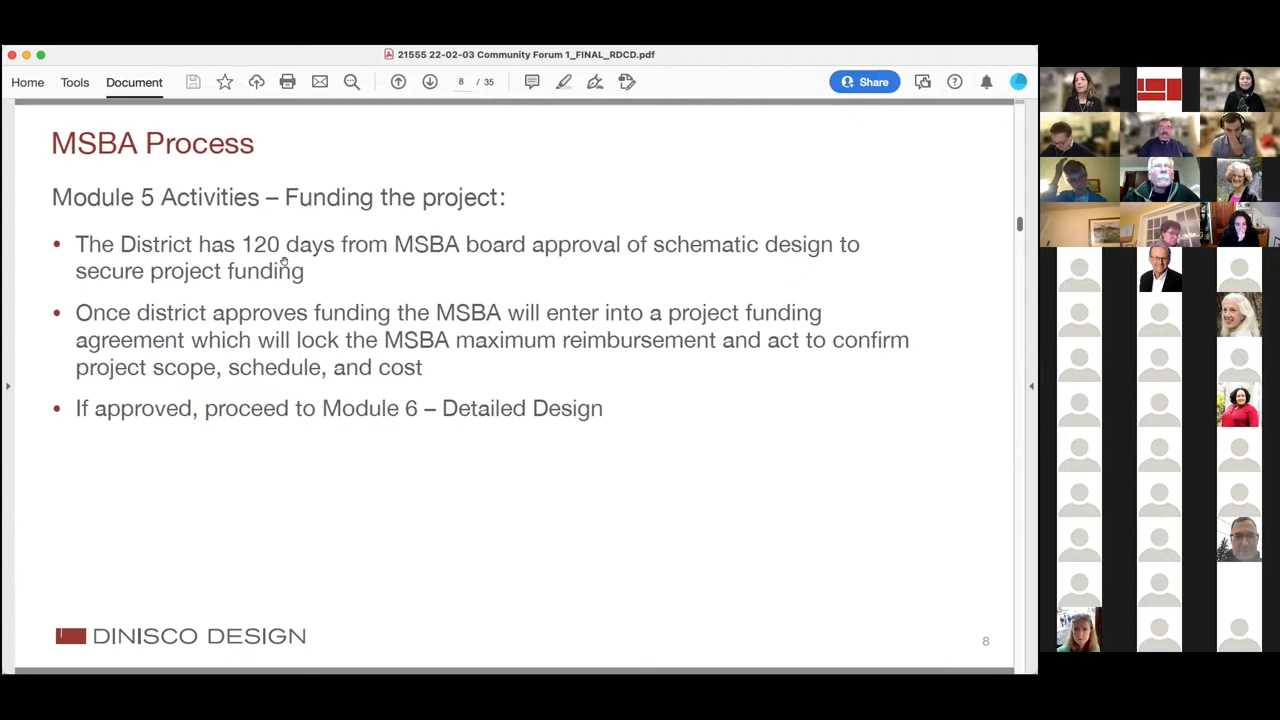 21555 22-02-03 Community Forum 1_FINAL_RDCD.pdf
Home Tools Document 8 / 35 Share
MSBA Process
Module 5 Activities – Funding the project:
• The District has 120 days from MSBA board approval of schematic design to
secure project funding
• Once district approves funding the MSBA will enter into a project funding
agreement which will lock the MSBA maximum reimbursement and act to confirm
project scope, schedule, and cost
• If approved, proceed to Module 6 – Detailed Design
DINISCO DESIGN
8